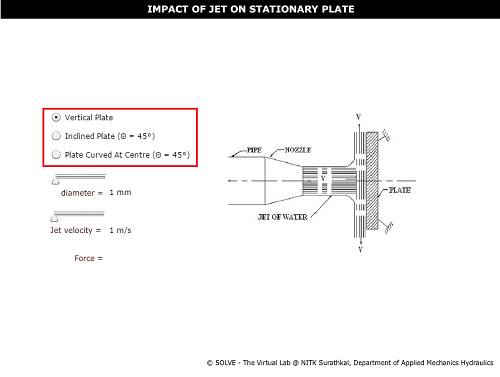 IMPACT OF JET ON STATIONARY PLATE
Vertical Plate
Inclined Plate (Θ = 45°)
Plate Curved At Centre (Θ = 45°)
diameter = 1 mm
Jet velocity = 1 m/s
Force =
V
PIPE
NOZZLE
V
PLATE
JET OF WATER
V
© SOLVE - The Virtual Lab @ NITK Surathkal, Department of Applied Mechanics Hydraulics